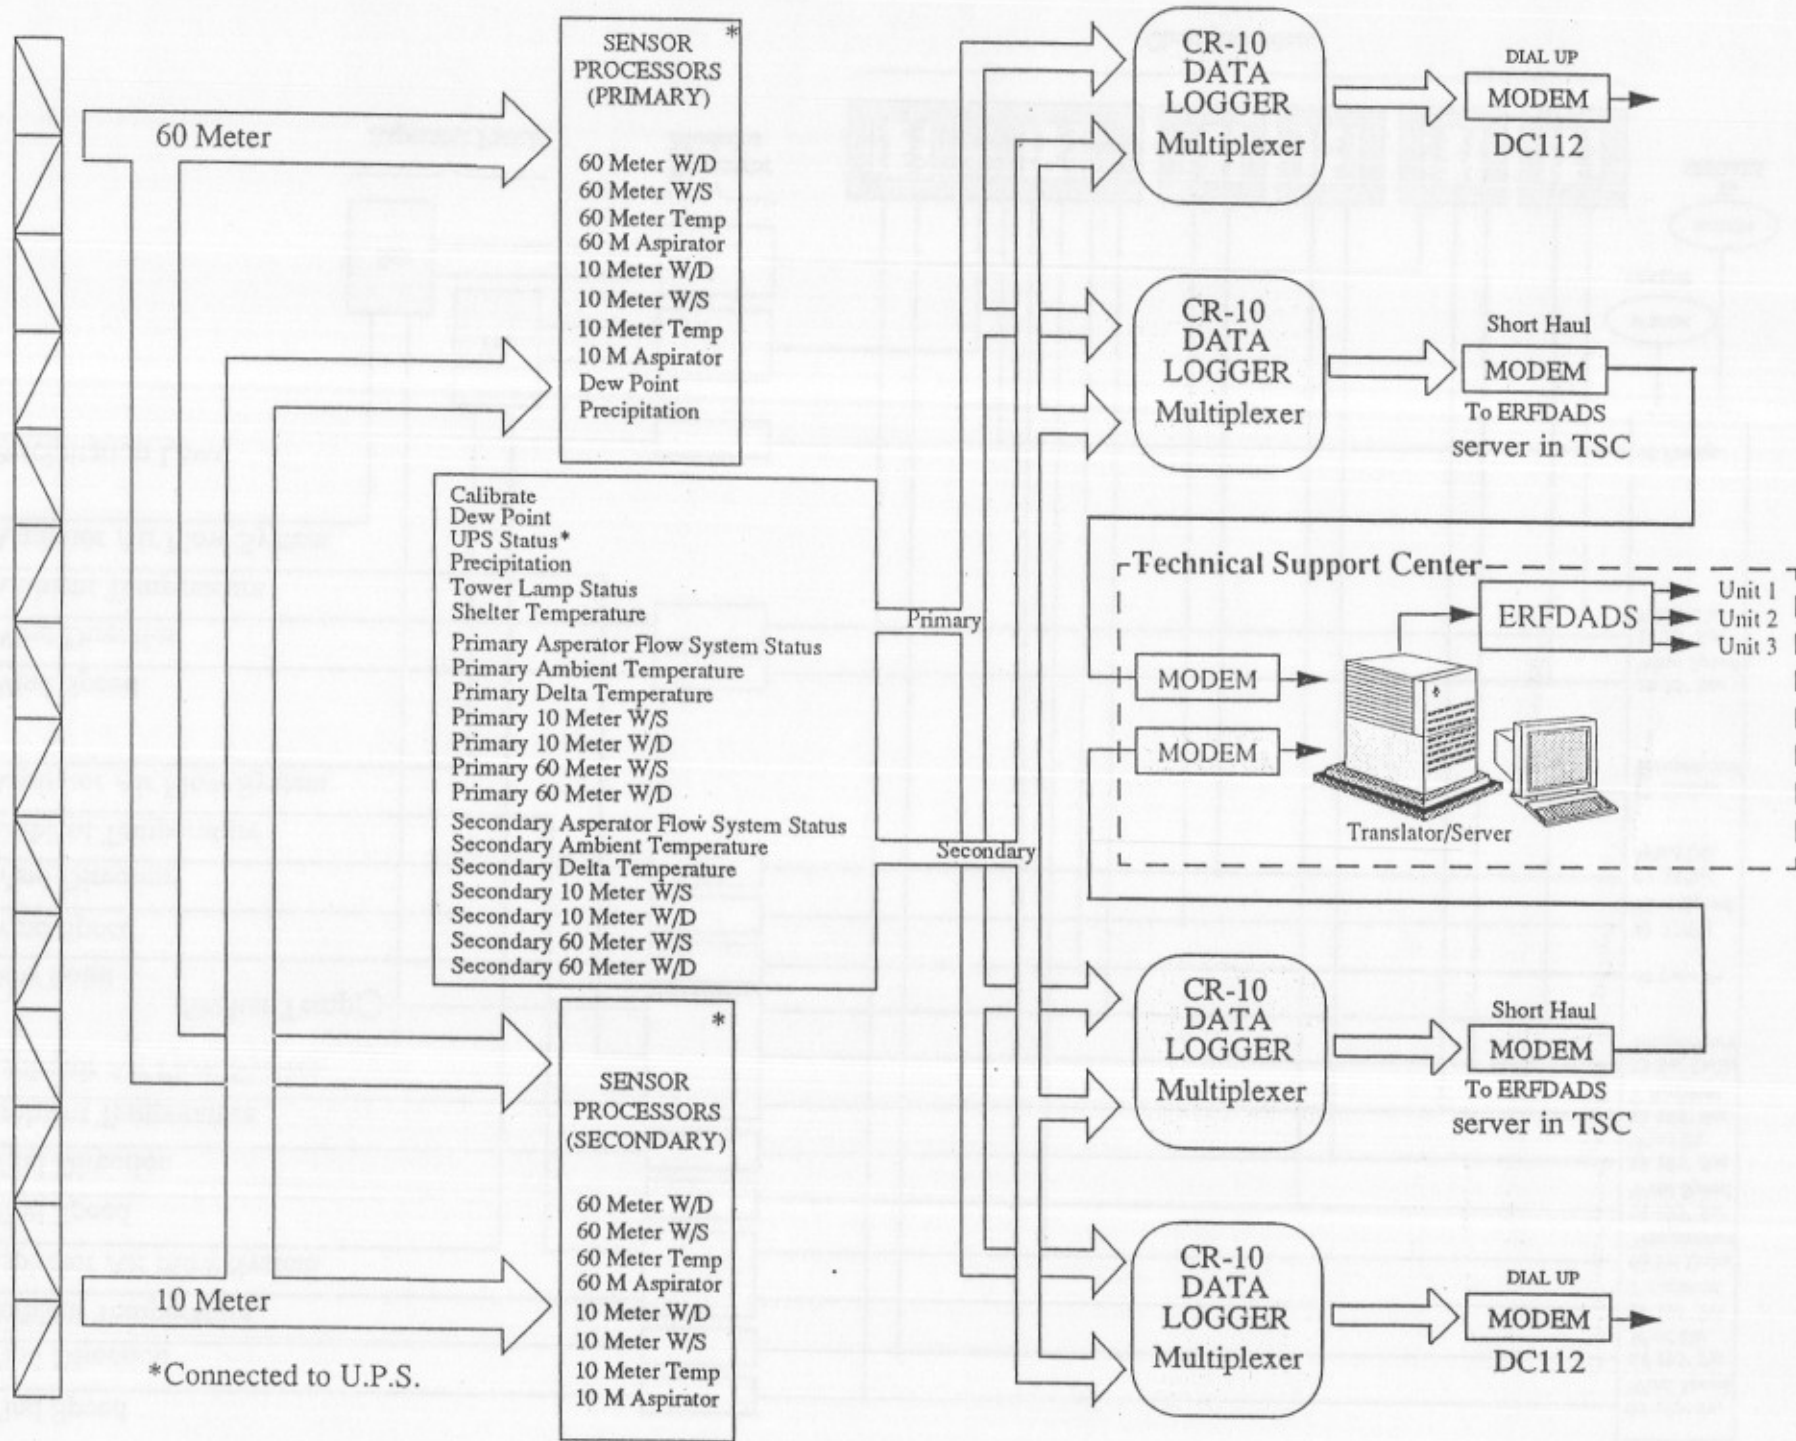 60 Meter
10 Meter
*Connected to U.P.S.
*
SENSOR
PROCESSORS
(PRIMARY)
60 Meter W/D
60 Meter W/S
60 Meter Temp
60 M Aspirator
10 Meter W/D
10 Meter W/S
10 Meter Temp
10 M Aspirator
Dew Point
Precipitation
Calibrate
Dew Point
UPS Status*
Precipitation
Tower Lamp Status
Shelter Temperature
Primary Asperator Flow System Status
Primary Ambient Temperature
Primary Delta Temperature
Primary 10 Meter W/S
Primary 10 Meter W/D
Primary 60 Meter W/S
Primary 60 Meter W/D
Secondary Asperator Flow System Status
Secondary Ambient Temperature
Secondary Delta Temperature
Secondary 10 Meter W/S
Secondary 10 Meter W/D
Secondary 60 Meter W/S
Secondary 60 Meter W/D
*
SENSOR
PROCESSORS
(SECONDARY)
60 Meter W/D
60 Meter W/S
60 Meter Temp
60 M Aspirator
10 Meter W/D
10 Meter W/S
10 Meter Temp
10 M Aspirator
Primary
Secondary
CR-10
DATA
LOGGER
Multiplexer
DIAL UP
MODEM
DC112
CR-10
DATA
LOGGER
Multiplexer
Short Haul
MODEM
To ERFDADS
server in TSC
Technical Support Center
MODEM
MODEM
Translator/Server
ERFDADS
Unit 1
Unit 2
Unit 3
CR-10
DATA
LOGGER
Multiplexer
Short Haul
MODEM
To ERFDADS
server in TSC
CR-10
DATA
LOGGER
Multiplexer
DIAL UP
MODEM
DC112